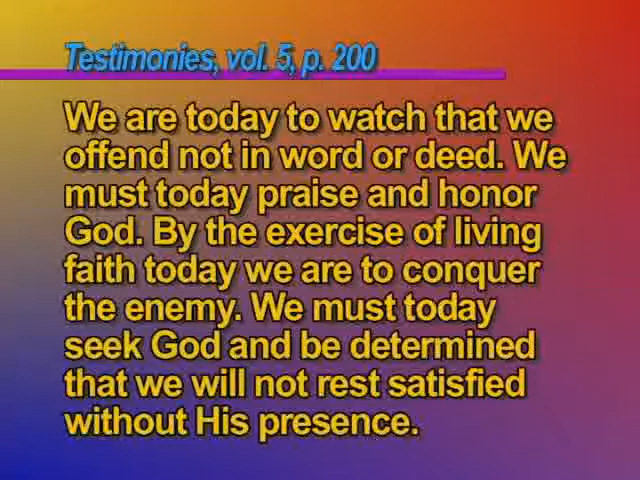 Testimonies, vol. 5, p. 200
We are today to watch that we
offend not in word or deed. We
must today praise and honor
God. By the exercise of living
faith today we are to conquer
the enemy. We must today
seek God and be determined
that we will not rest satisfied
without His presence.